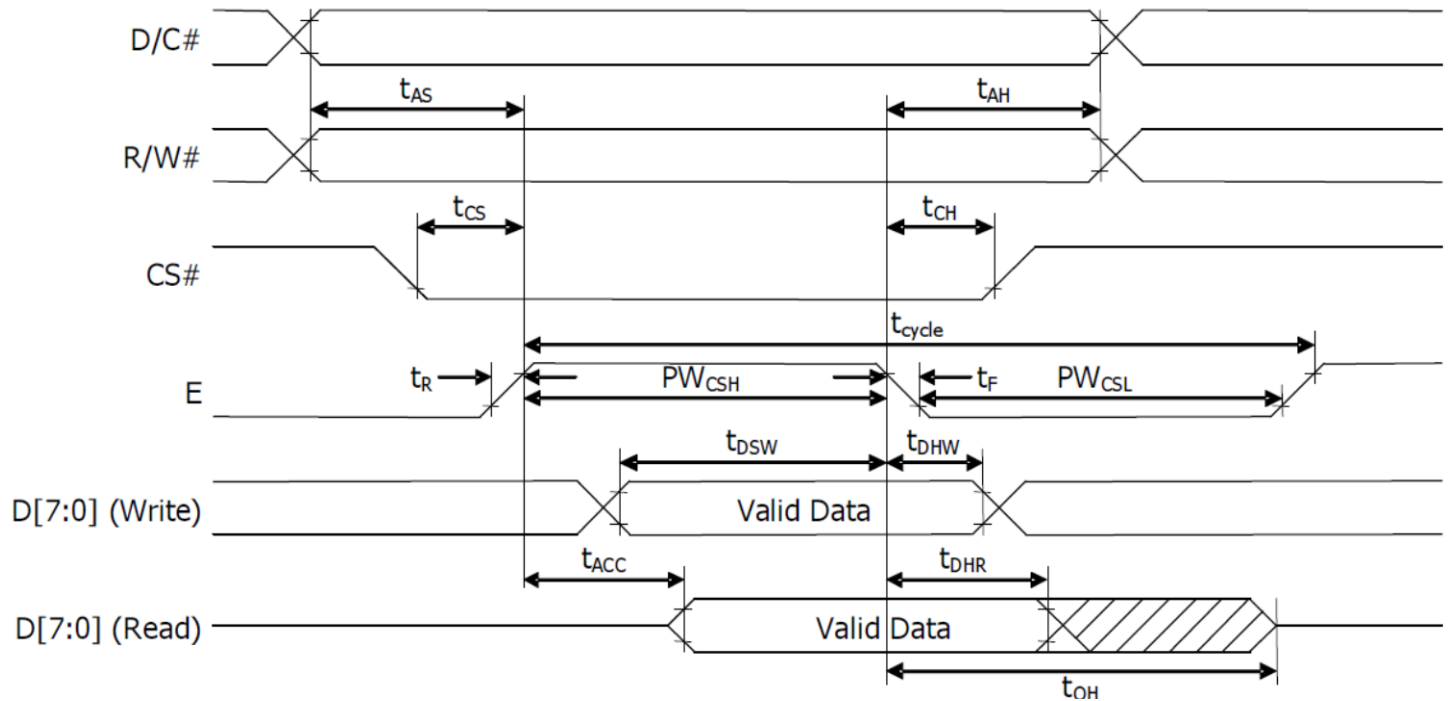 D/C#
tAS
tAH
R/W#
tCS
tCH
CS#
tcycle
tR
PWCSH
tF
PWCSL
E
tDSW
tDHW
D[7:0] (Write)
Valid Data
tACC
tDHR
D[7:0] (Read)
Valid Data
tOH